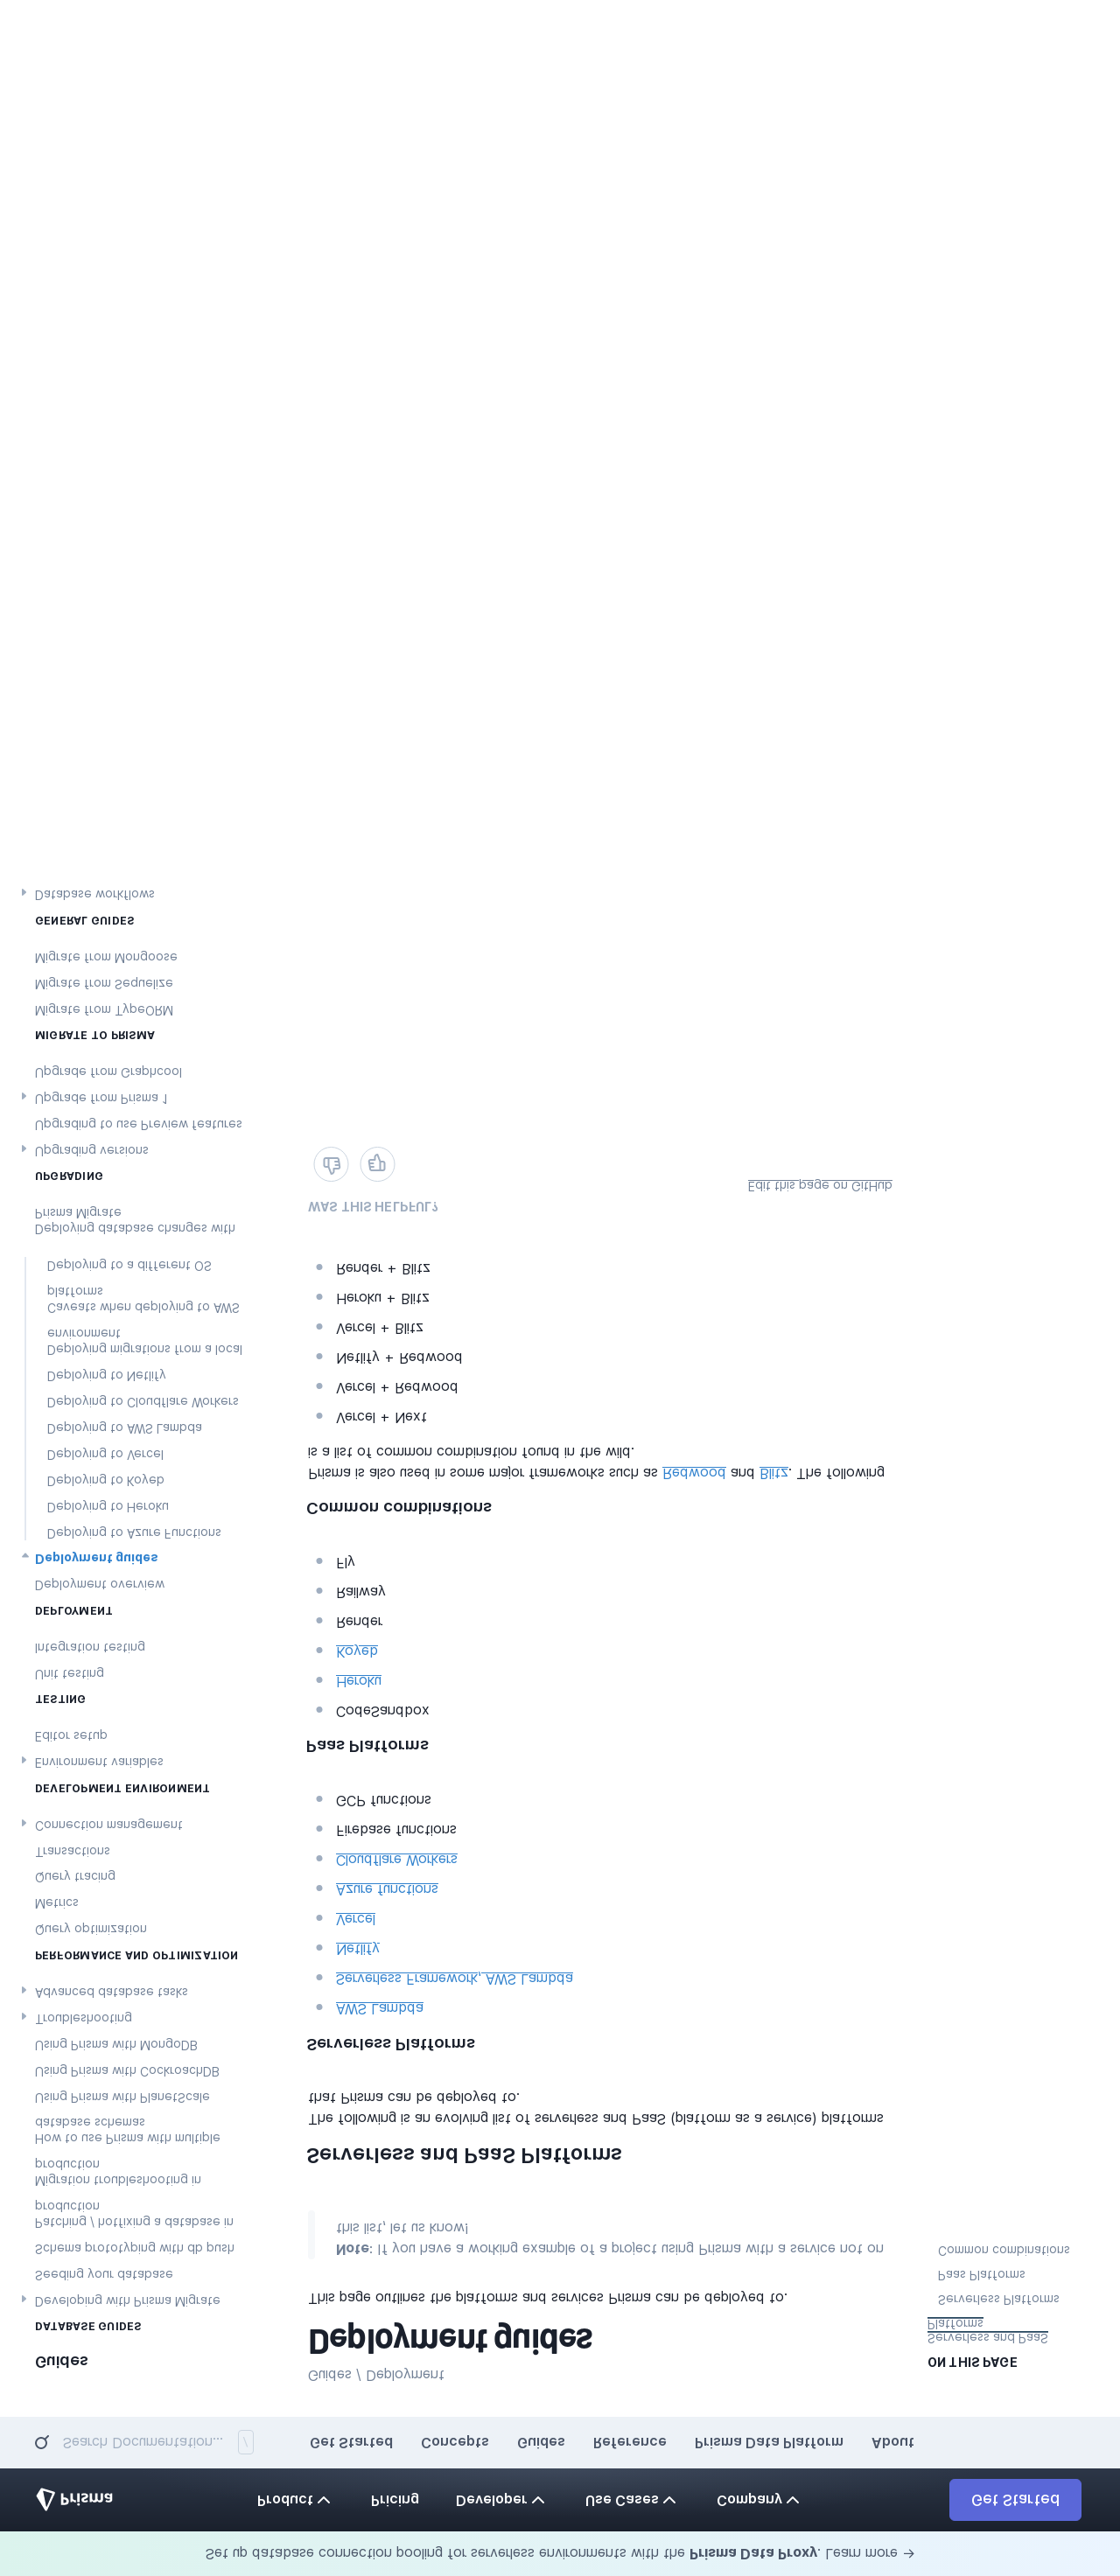 Set up database connection pooling for serverless environments with the Prisma Data Proxy. Learn more →
Prisma
Product
Pricing
Developer
Use Cases
Company
Get Started
Search Documentation...
/
Get Started
Concepts
Guides
Reference
Prisma Data Platform
About
Guides
DATABASE GUIDES
Developing with Prisma Migrate
Seeding your database
Schema prototyping with db push
Patching / hotfixing a database in
production
Migration troubleshooting in
production
How to use Prisma with multiple
database schemas
Using Prisma with PlanetScale
Using Prisma with CockroachDB
Using Prisma with MongoDB
Troubleshooting
Advanced database tasks
PERFORMANCE AND OPTIMIZATION
Query optimization
Metrics
Query tracing
Transactions
Connection management
DEVELOPMENT ENVIRONMENT
Environment variables
Editor setup
TESTING
Unit testing
Integration testing
DEPLOYMENT
Deployment overview
Deployment guides
Deploying to Azure Functions
Deploying to Heroku
Deploying to Koyeb
Deploying to Vercel
Deploying to AWS Lambda
Deploying to Cloudflare Workers
Deploying to Netlify
Deploying migrations from a local
environment
Caveats when deploying to AWS
platforms
Deploying to a different OS
Deploying database changes with
Prisma Migrate
UPGRADING
Upgrading versions
Upgrading to use Preview features
Upgrade from Prisma 1
Upgrade from Graphcool
MIGRATE TO PRISMA
Migrate from TypeORM
Migrate from Sequelize
Migrate from Mongoose
GENERAL GUIDES
Database workflows
Guides / Deployment
Deployment guides
This page outlines the platforms and services Prisma can be deployed to.
Note: If you have a working example of a project using Prisma with a service not on
this list, let us know!
Serverless and PaaS Platforms
The following is an evolving list of serverless and PaaS (platform as a service) platforms
that Prisma can be deployed to.
Serverless Platforms
AWS Lambda
Serverless Framework, AWS Lambda
Netlify
Vercel
Azure functions
Cloudflare Workers
Firebase functions
GCP functions
Paas Platforms
CodeSandbox
Heroku
Koyeb
Render
Railway
Fly
Common combinations
Prisma is also used in some major frameworks such as Redwood and Blitz. The following
is a list of common combination found in the wild.
Vercel + Next
Vercel + Redwood
Netlify + Redwood
Vercel + Blitz
Heroku + Blitz
Render + Blitz
WAS THIS HELPFUL?
Edit this page on GitHub
ON THIS PAGE
Serverless and PaaS
Platforms
Serverless Platforms
Paas Platforms
Common combinations